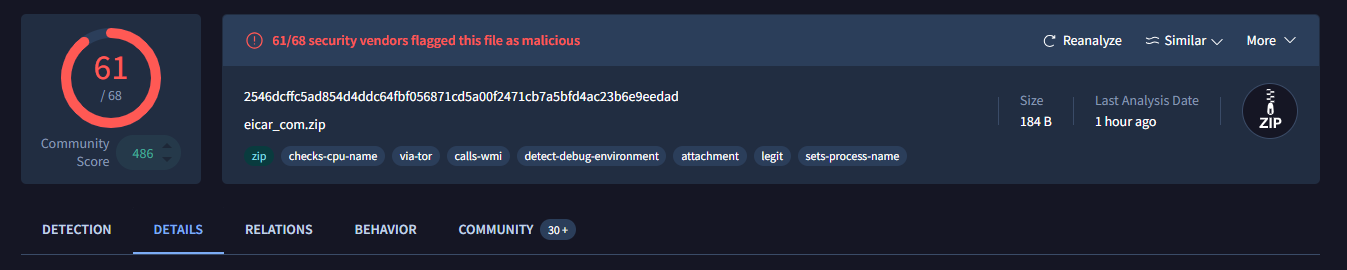 61
/ 68
Community
Score
486
61/68 security vendors flagged this file as malicious
Reanalyze
Similar
More
2546dcffc5ad854d4ddc64fbf056871cd5a00f2471cb7a5bfd4ac23b6e9eedad
eicar_com.zip
zip checks-cpu-name via-tor calls-wmi detect-debug-environment attachment legit sets-process-name
Size
184 B
Last Analysis Date
1 hour ago
ZIP
DETECTION DETAILS RELATIONS BEHAVIOR COMMUNITY 30+